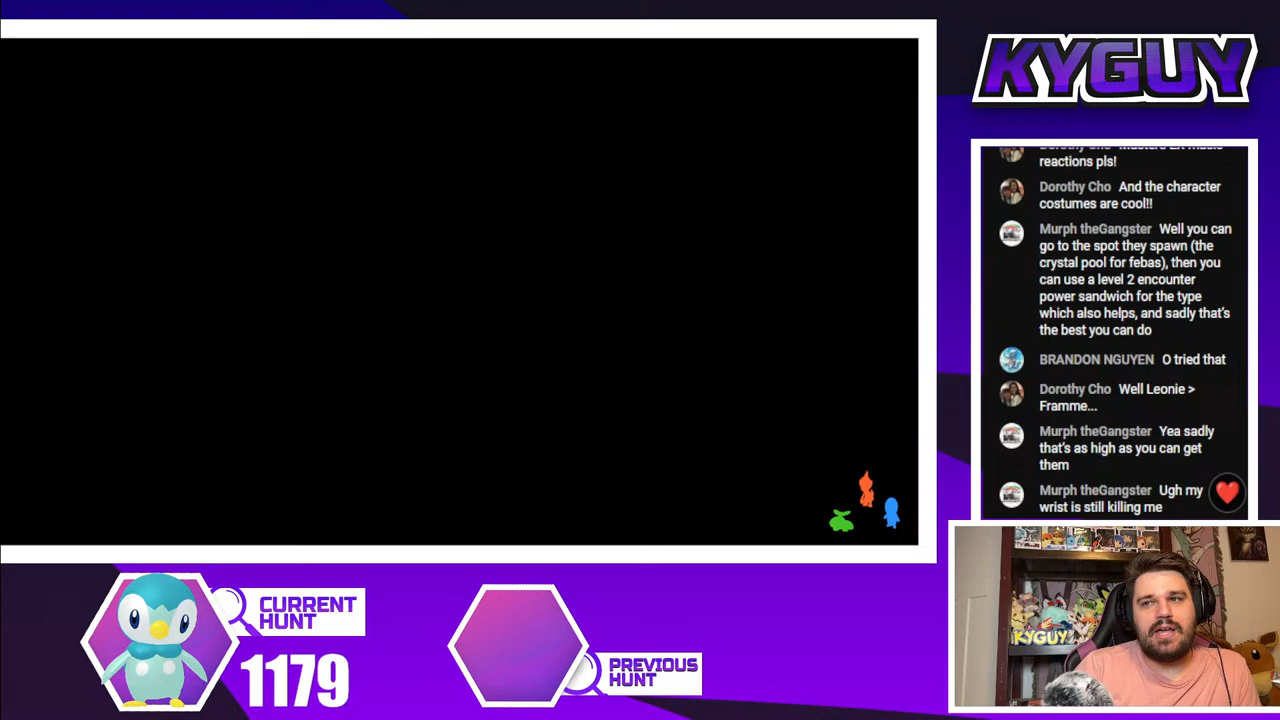 KYGUY
reactions pls!
Dorothy Cho And the character
costumes are cool!!
Murph theGangster Well you can
go to the spot they spawn (the
crystal pool for febas), then you
can use a level 2 encounter
power sandwich for the type
which also helps, and sadly that's
the best you can do
BRANDON NGUYEN O tried that
Dorothy Cho Well Leonie >
Framme...
Murph theGangster Yea sadly
that's as high as you can get
them
Murph theGangster Ugh my
wrist is still killing me
CURRENT
HUNT
1179
PREVIOUS
HUNT
KYGUY